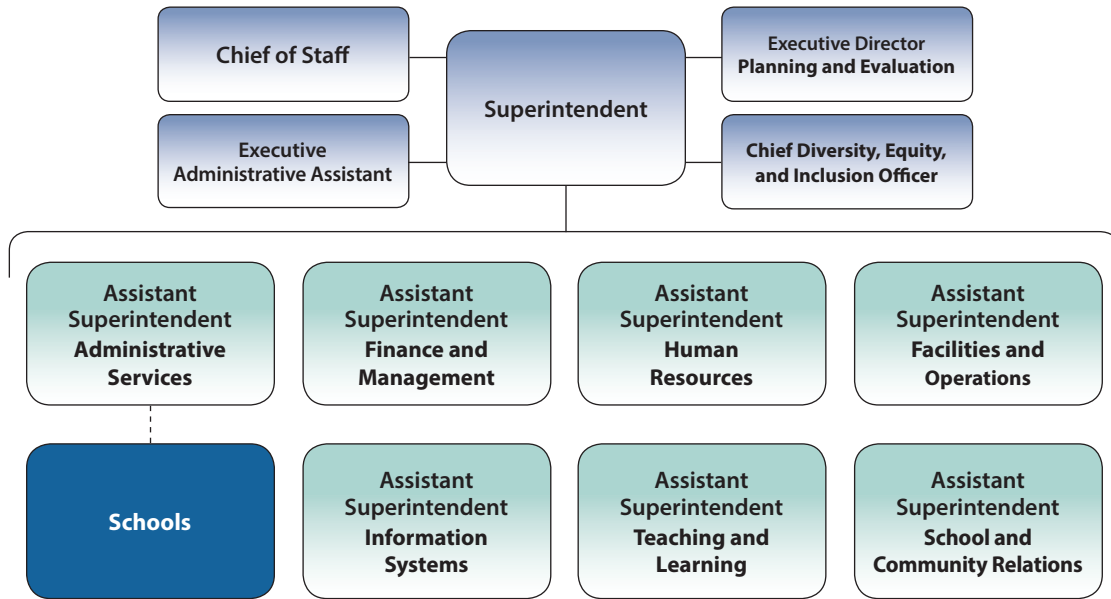 Chief of Staff
Executive
Administrative Assistant
Superintendent
Executive Director
Planning and Evaluation
Chief Diversity, Equity,
and Inclusion Officer
Assistant
Superintendent
Administrative
Services
Assistant
Superintendent
Finance and
Management
Assistant
Superintendent
Human
Resources
Assistant
Superintendent
Facilities and
Operations
Schools
Assistant
Superintendent
Information
Systems
Assistant
Superintendent
Teaching and
Learning
Assistant
Superintendent
School and
Community Relations